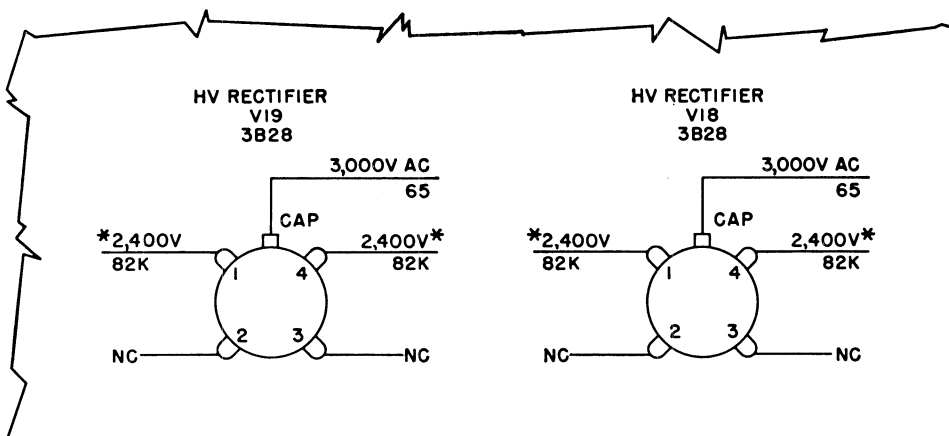 HV RECTIFIER
V19
3B28
3,000V AC
65
CAP
*2,400V
82K
2,400V*
82K
1
4
2
3
NC
NC
HV RECTIFIER
V18
3B28
3,000V AC
65
CAP
*2,400V
82K
2,400V*
82K
1
4
2
3
NC
NC